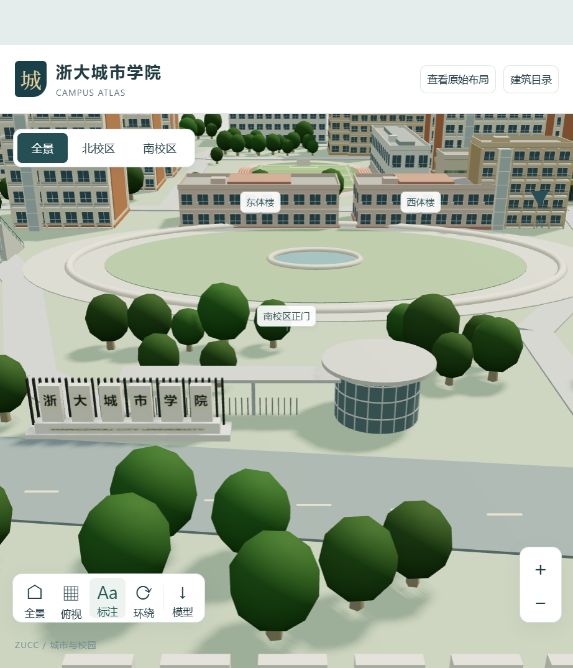 城
浙大城市学院
CAMPUS ATLAS
查看原始布局
建筑目录
全景
北校区
南校区
东体楼
西体楼
南校区正门
浙大城市学院
全景
俯视
Aa
标注
环绕
模型
+
−
ZUCC / 城市与校园